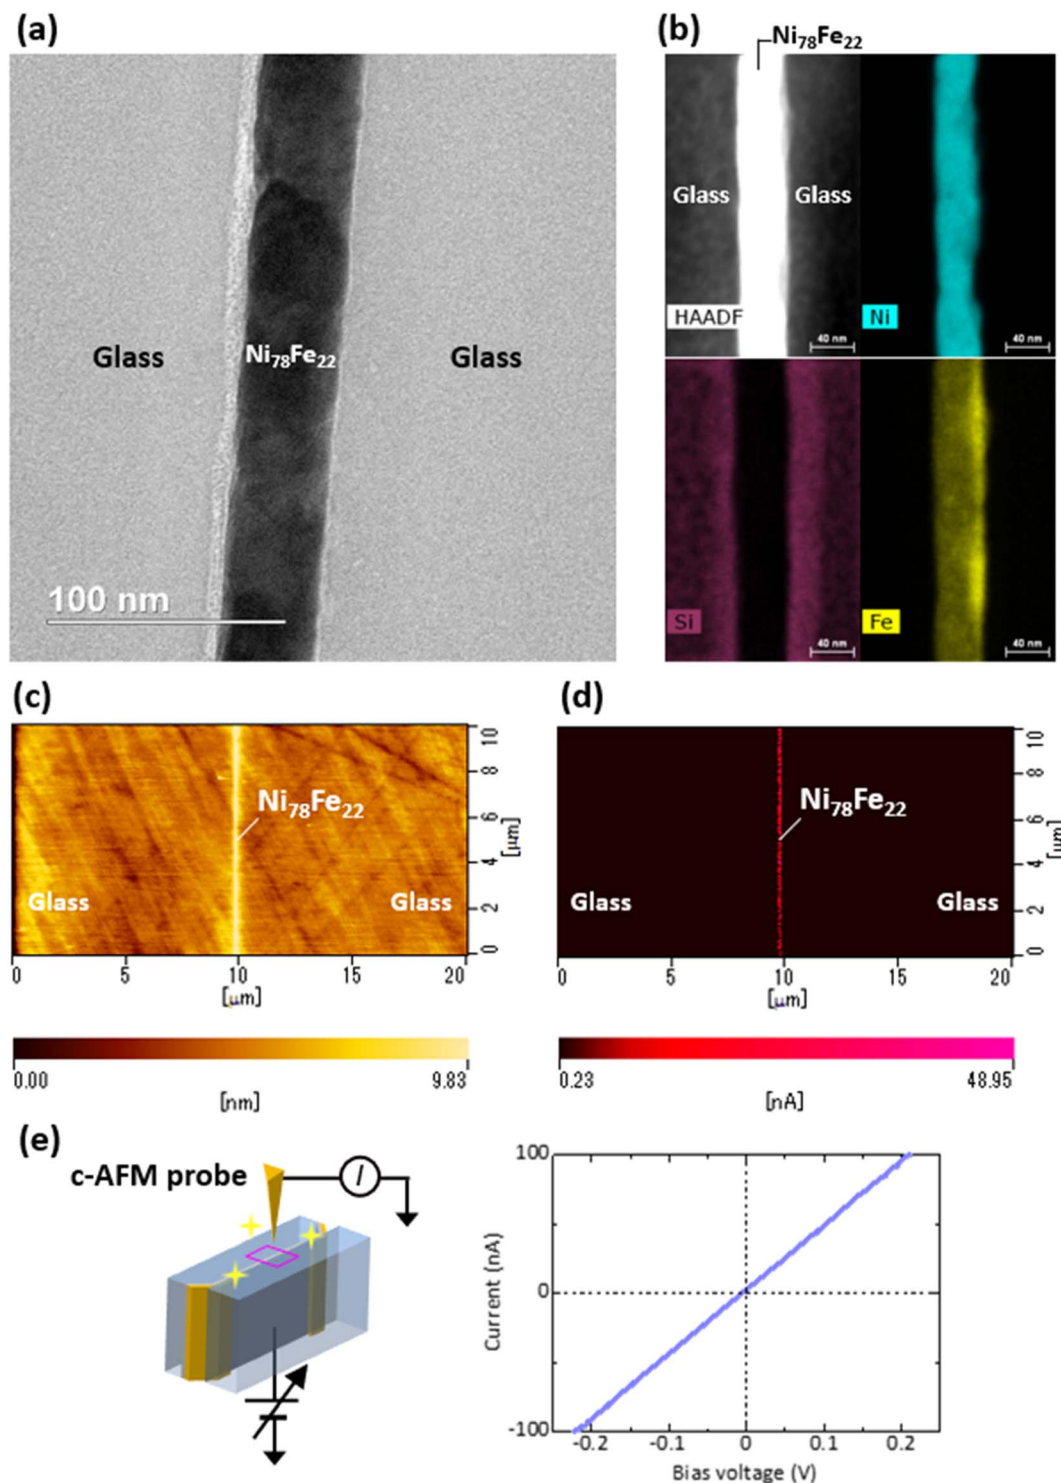 (a)
Glass
Ni₇₈Fe₂₂
Glass
100 nm
(b)
Ni₇₈Fe₂₂
Glass
Glass
HAADF
40 nm
Ni
40 nm
Si
40 nm
Fe
40 nm
(c)
Ni₇₈Fe₂₂
Glass
Glass
0 2 4 6 8 10
[μm]
0 5 10 15 20
[μm]
0.00 9.83
[nm]
(d)
Ni₇₈Fe₂₂
Glass
Glass
0 2 4 6 8 10
[μm]
0 5 10 15 20
[μm]
0.23 48.95
[nA]
(e)
c-AFM probe
I
100
0
-100
Current (nA)
-0.2 -0.1 0 0.1 0.2
Bias voltage (V)